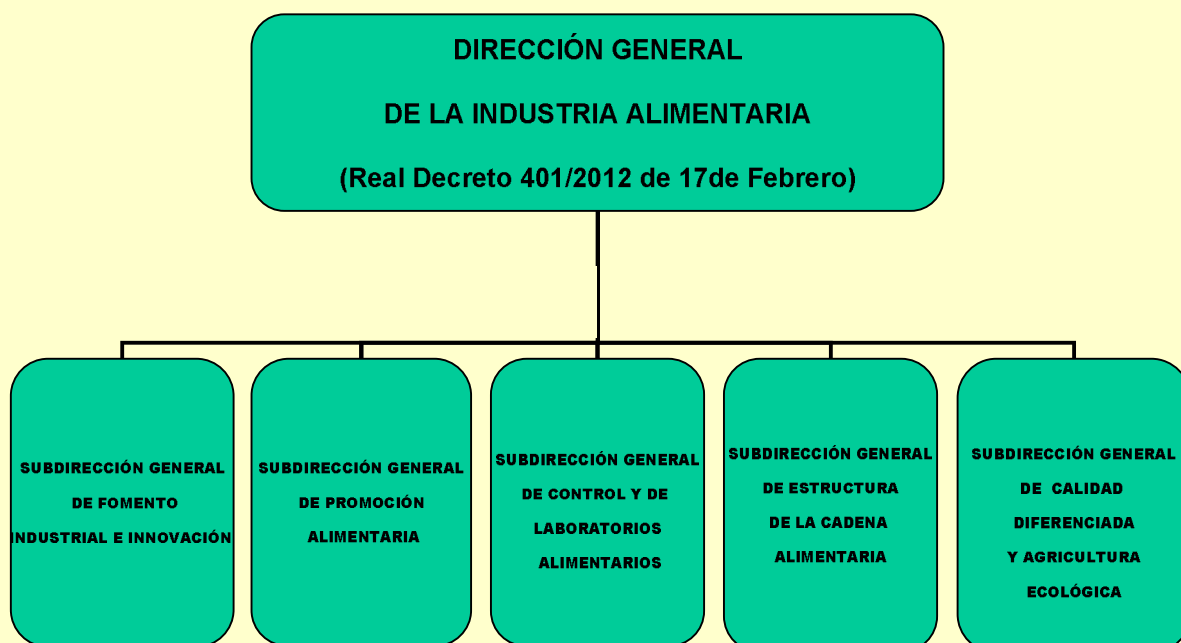 DIRECCIÓN GENERAL
DE LA INDUSTRIA ALIMENTARIA
(Real Decreto 401/2012 de 17de Febrero)
SUBDIRECCIÓN GENERAL
DE FOMENTO
INDUSTRIAL E INNOVACIÓN
SUBDIRECCIÓN GENERAL
DE PROMOCIÓN
ALIMENTARIA
SUBDIRECCIÓN GENERAL
DE CONTROL Y DE
LABORATORIOS
ALIMENTARIOS
SUBDIRECCIÓN GENERAL
DE ESTRUCTURA
DE LA CADENA
ALIMENTARIA
SUBDIRECCIÓN GENERAL
DE CALIDAD
DIFERENCIADA
Y AGRICULTURA
ECOLÓGICA